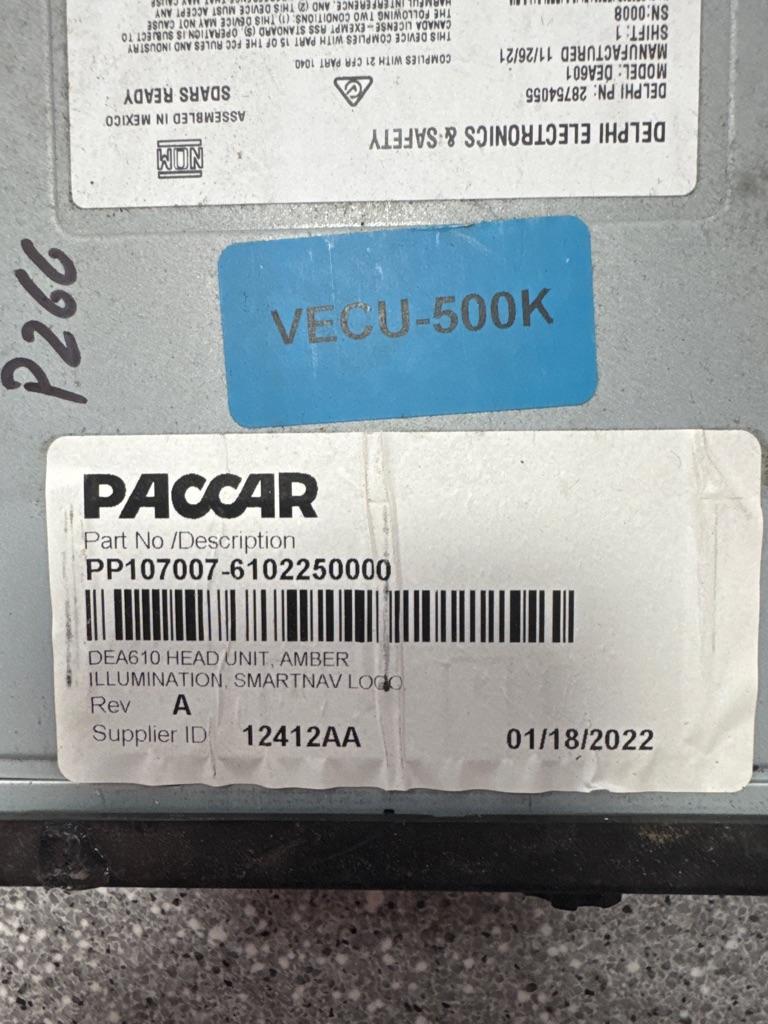 DELPHI ELECTRONICS & SAFETY
DELPHI PN: 28754055
MODEL: DEA601
MANUFACTURED 11/26/21
SHIFT: 1
SN:0008
NOM
ASSEMBLED IN MEXICO
SDARS READY
COMPLIES WITH 21 CFR PART 1040
THIS DEVICE COMPLIES WITH PART 15 OF THE FCC RULES AND INDUSTRY
CANADA LICENSE-EXEMPT RSS STANDARD (S). OPERATION IS SUBJECT TO
THE FOLLOWING TWO CONDITIONS: (1) THIS DEVICE MAY NOT CAUSE
HARMFUL INTERFERENCE, AND (2) THIS DEVICE MUST ACCEPT ANY
P266
VECU-500K
PACCAR
Part No /Description
PP107007-6102250000
DEA610 HEAD UNIT, AMBER
ILLUMINATION, SMARTNAV LOGO
Rev A
Supplier ID 12412AA 01/18/2022